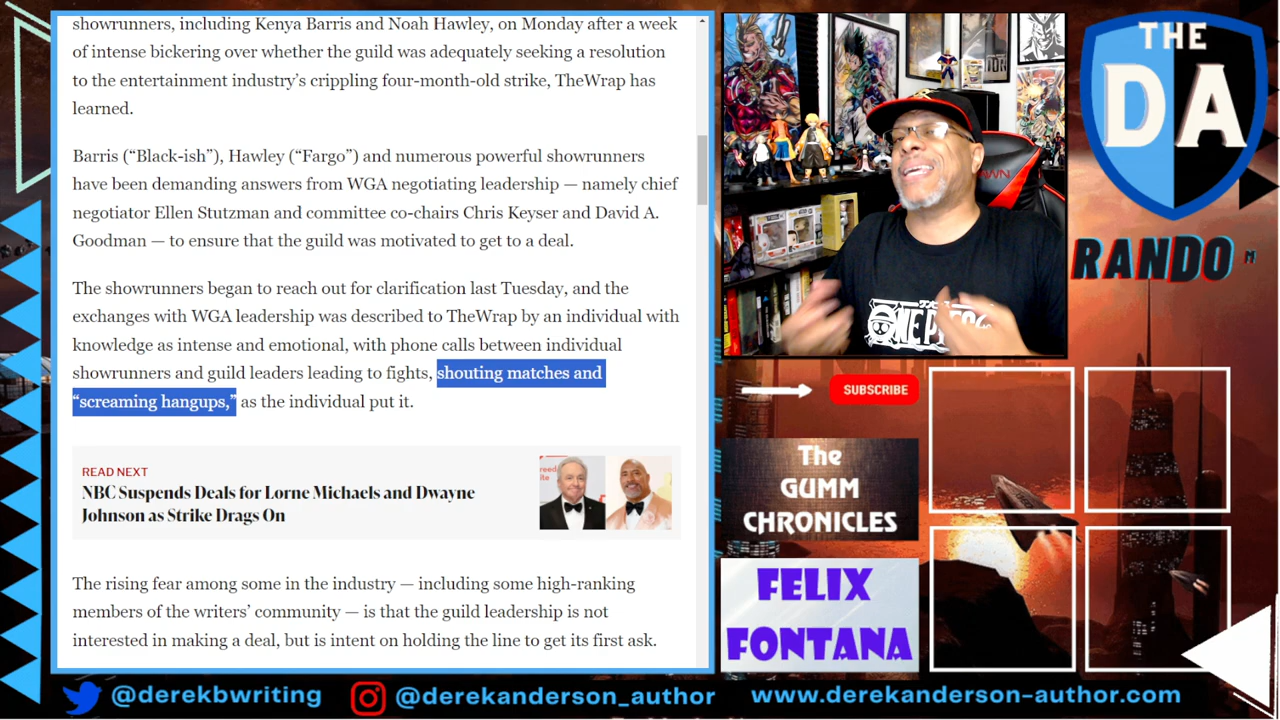 showrunners, including Kenya Barris and Noah Hawley, on Monday after a week
of intense bickering over whether the guild was adequately seeking a resolution
to the entertainment industry's crippling four-month-old strike, TheWrap has
learned.
Barris (“Black-ish”), Hawley (“Fargo”) and numerous powerful showrunners
have been demanding answers from WGA negotiating leadership — namely chief
negotiator Ellen Stutzman and committee co-chairs Chris Keyser and David A.
Goodman — to ensure that the guild was motivated to get to a deal.
The showrunners began to reach out for clarification last Tuesday, and the
exchanges with WGA leadership was described to TheWrap by an individual with
knowledge as intense and emotional, with phone calls between individual
showrunners and guild leaders leading to fights, shouting matches and
“screaming hangups,” as the individual put it.
READ NEXT
NBC Suspends Deals for Lorne Michaels and Dwayne
Johnson as Strike Drags On
The rising fear among some in the industry — including some high-ranking
members of the writers' community — is that the guild leadership is not
interested in making a deal, but is intent on holding the line to get its first ask.
THE
DA
RANDO M
SUBSCRIBE
The
GUMM
CHRONICLES
FELIX
FONTANA
@derekbwriting
@derekanderson_author
www.derekanderson-author.com